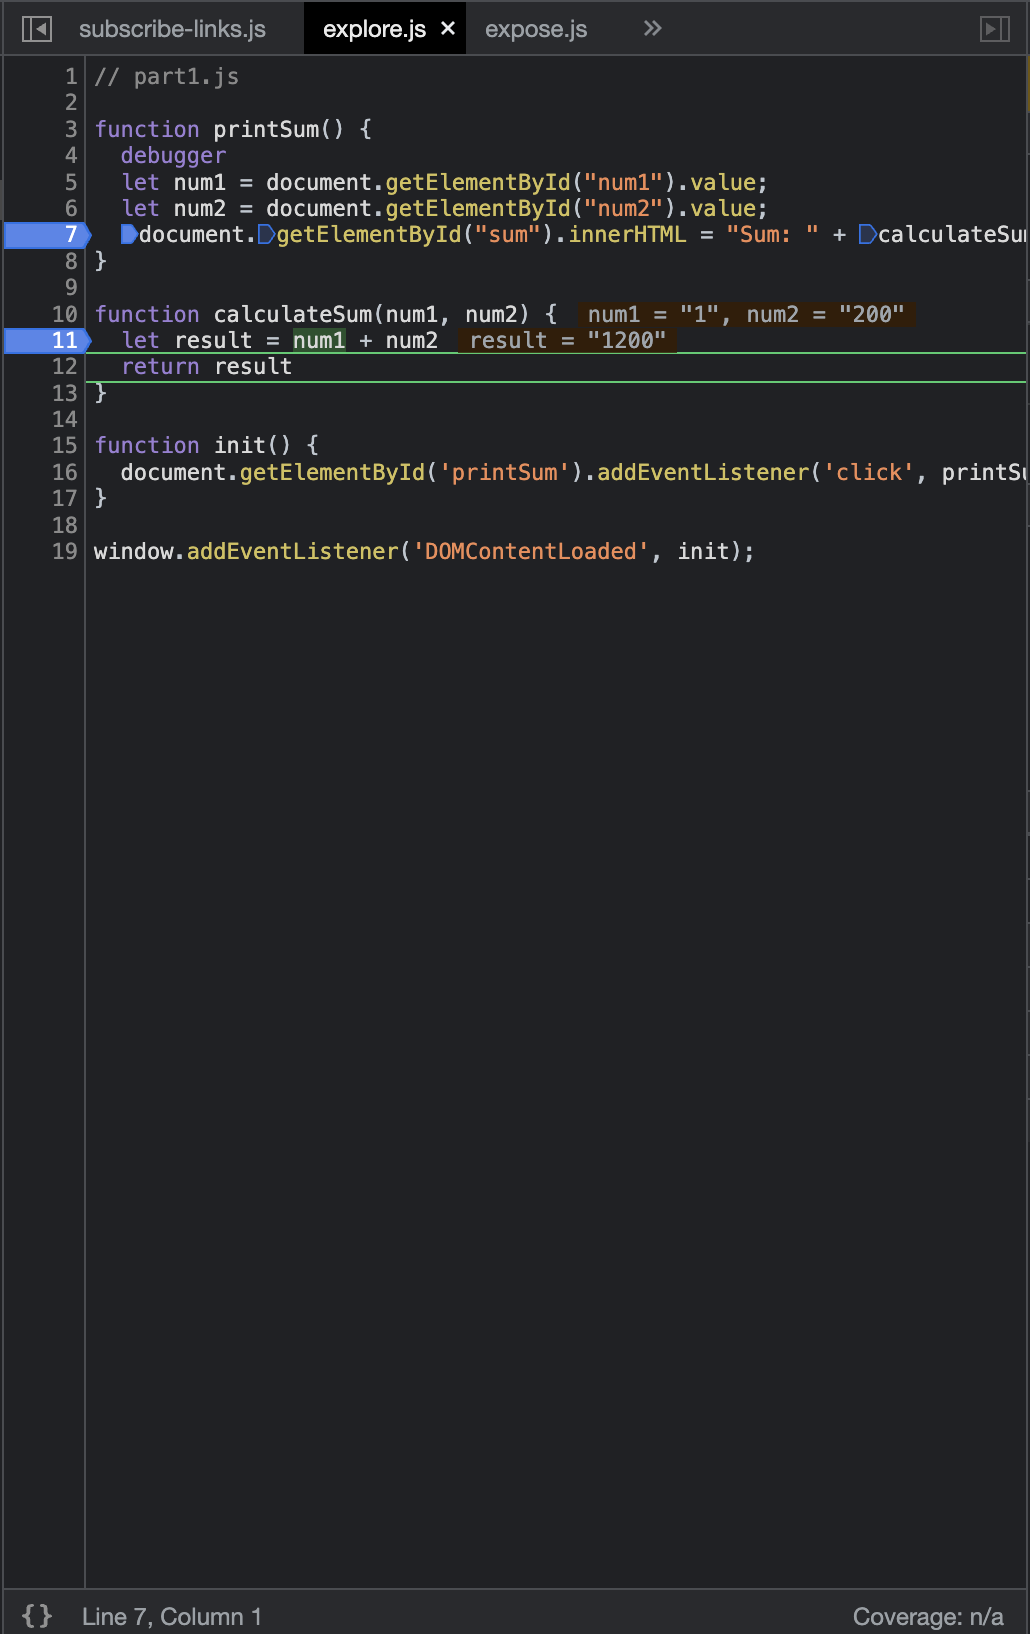 subscribe-links.js explore.js × expose.js »
1 // part1.js
2
3 function printSum() {
4 debugger
5 let num1 = document.getElementById("num1").value;
6 let num2 = document.getElementById("num2").value;
7 document.getElementById("sum").innerHTML = "Sum: " + calculateSu
8 }
9
10 function calculateSum(num1, num2) { num1 = "1", num2 = "200"
11 let result = num1 + num2 result = "1200"
12 return result
13 }
14
15 function init() {
16 document.getElementById('printSum').addEventListener('click', printSu
17 }
18
19 window.addEventListener('DOMContentLoaded', init);
{} Line 7, Column 1 Coverage: n/a